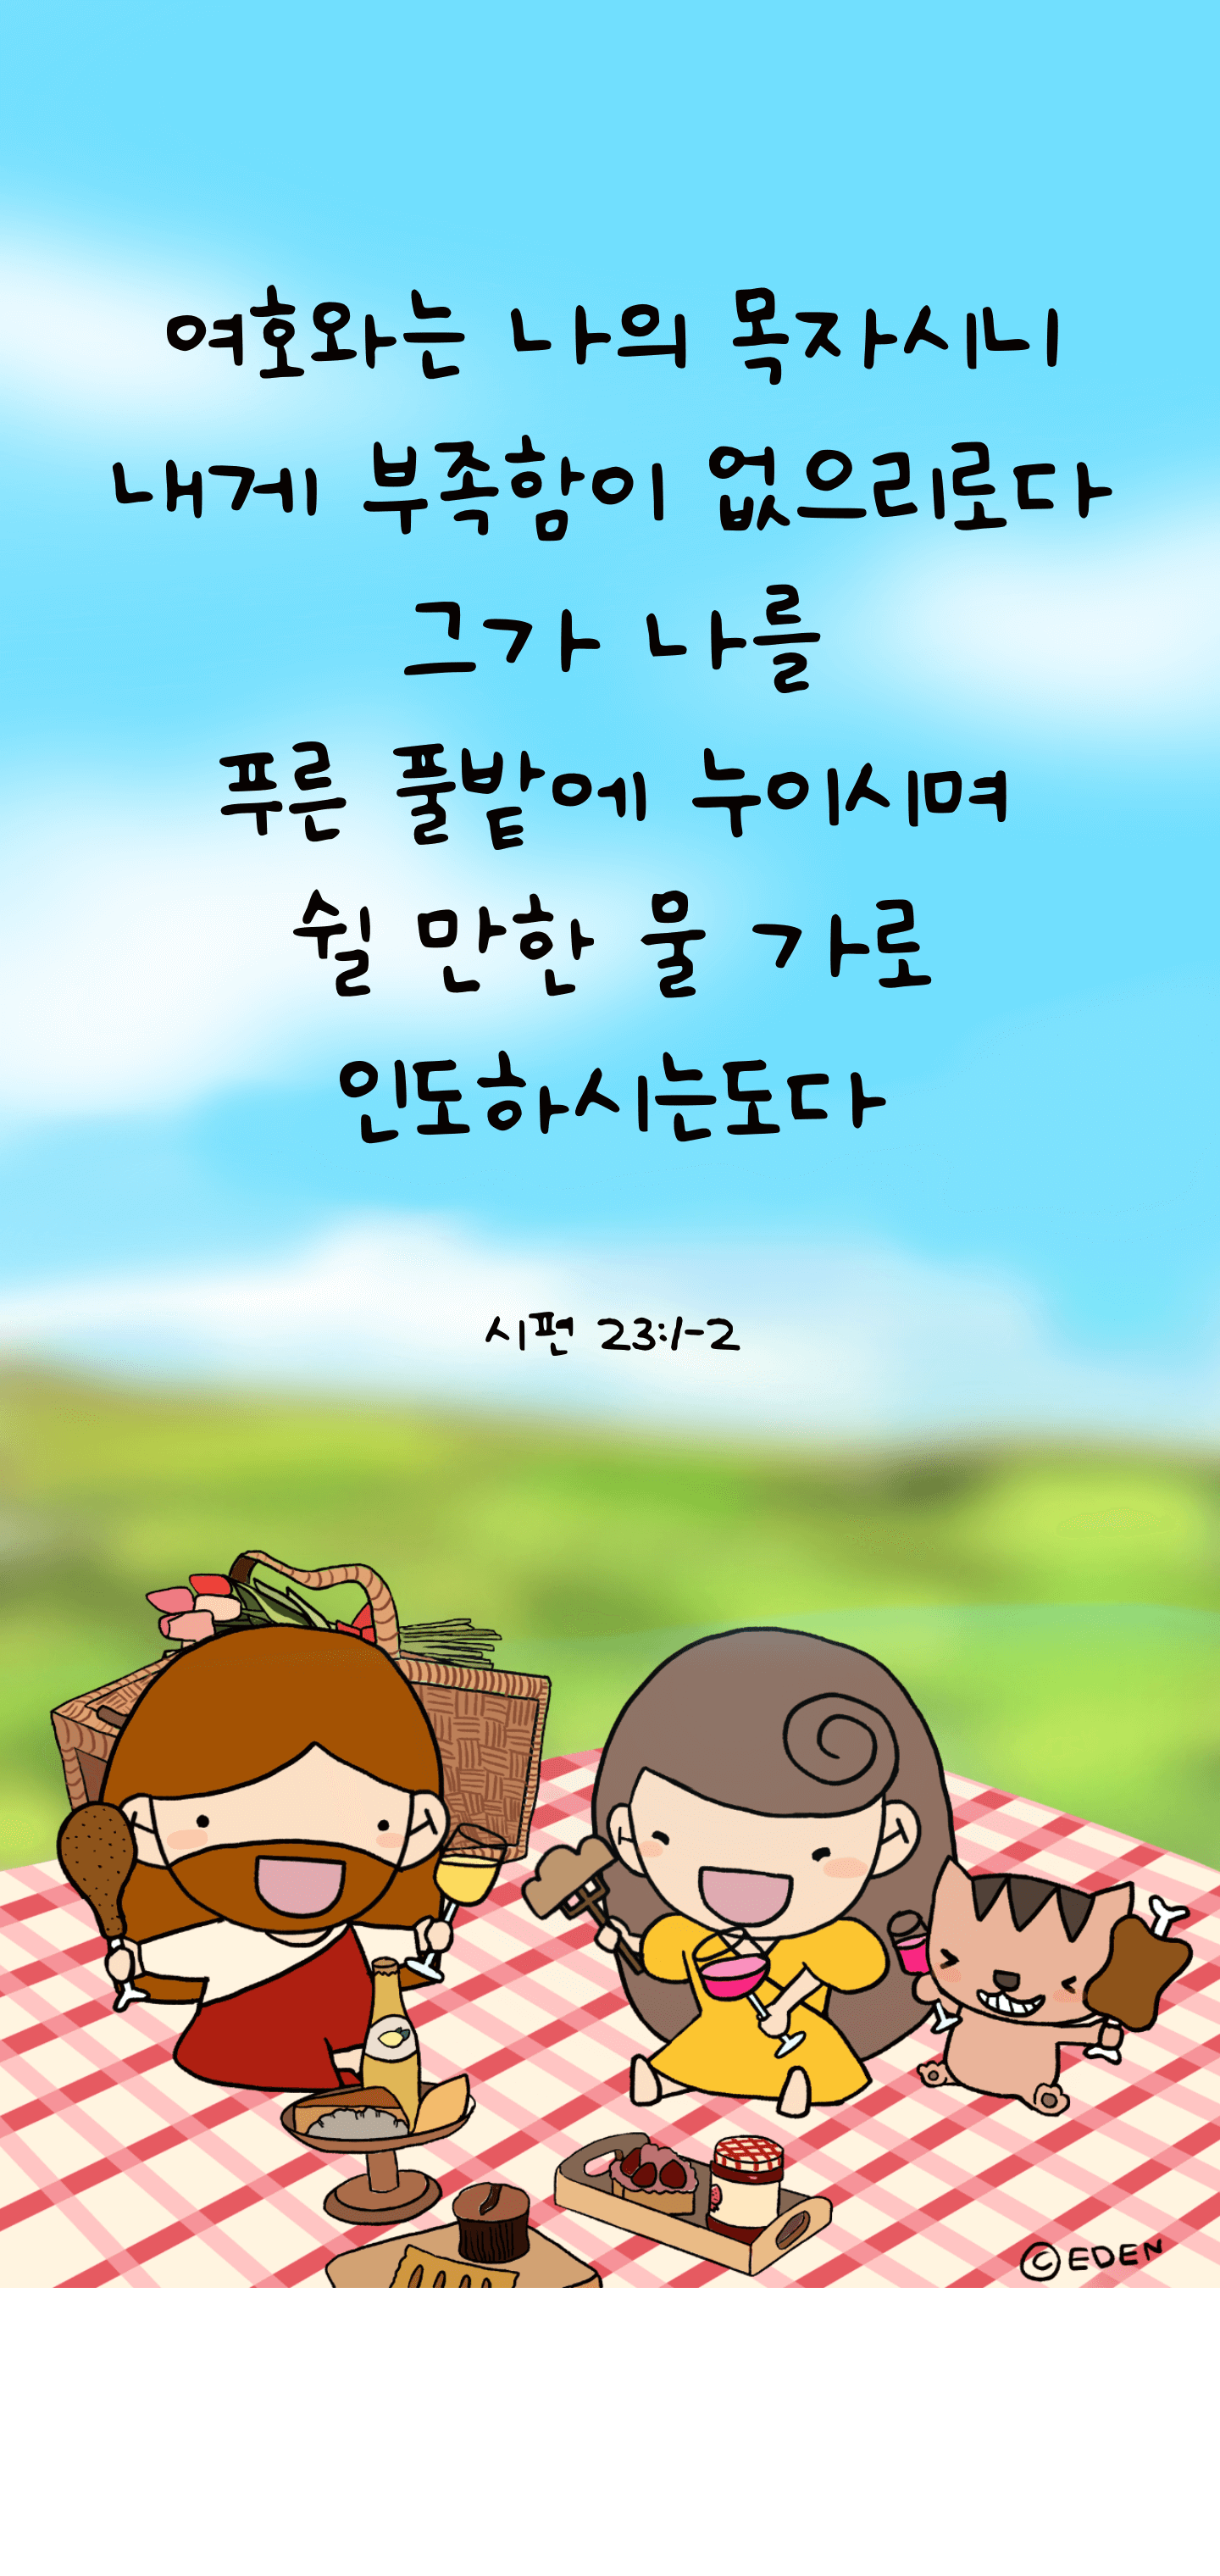 여호와는 나의 목자시니
내게 부족함이 없으리로다
그가 나를
푸른 풀밭에 누이시며
쉴 만한 물 가로
인도하시는도다
시편 23:1-2
©EDEN